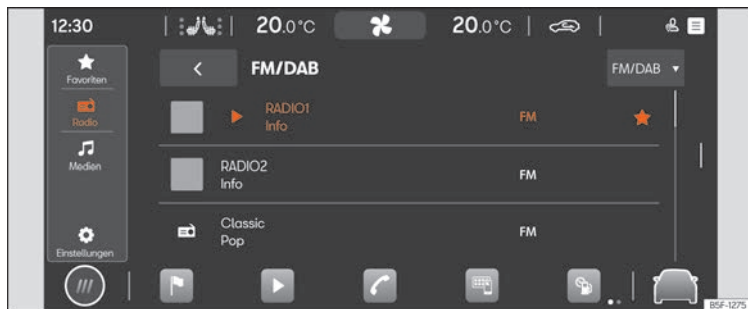 12:30
20.0°C
20.0°C
Favoriten
FM/DAB
FM/DAB
Radio
RADIO1
Info
FM
Medien
RADIO2
Info
FM
Classic
Pop
FM
Einstellungen
B5F-1275